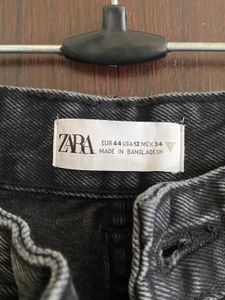 ZARA
EUR 44 USA 12 MEX 34
MADE IN BANGLADESH